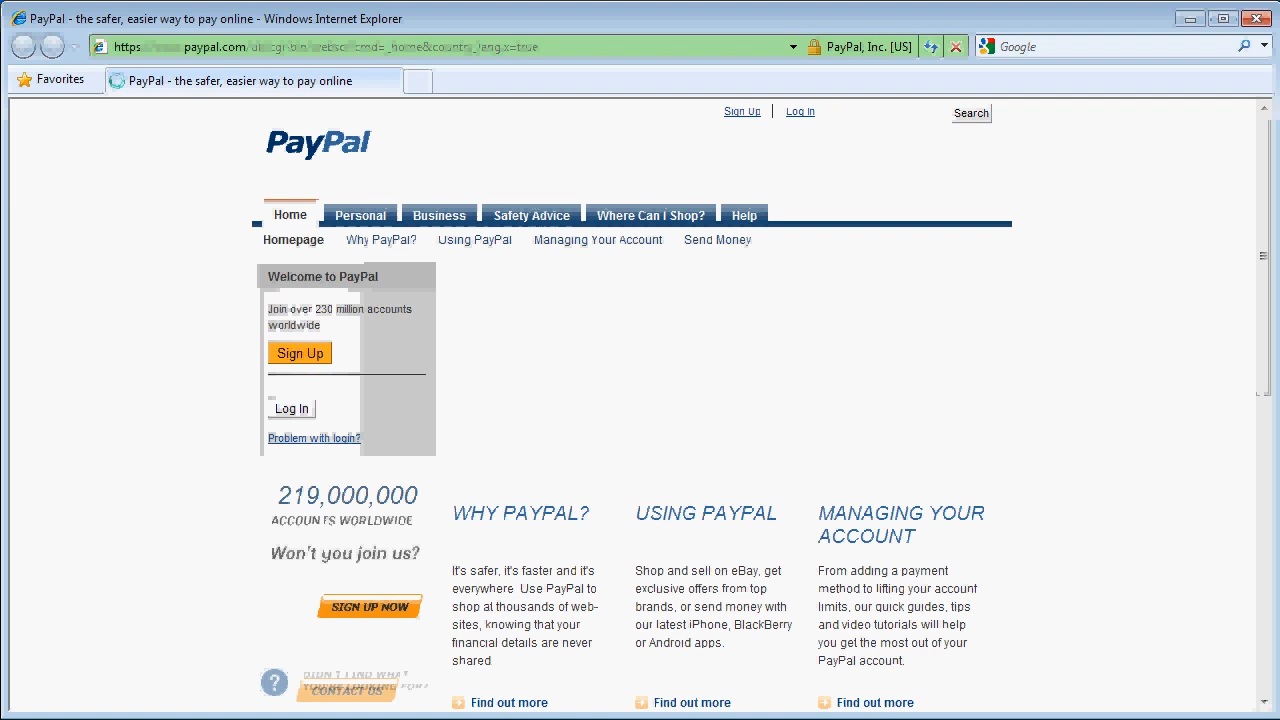 PayPal - the safer, easier way to pay online - Windows Internet Explorer
https paypal.com
PayPal, Inc. [US]
Google
Favorites
PayPal - the safer, easier way to pay online
Sign Up | Log In
Search
PayPal
Home Personal Business Safety Advice Where Can I Shop? Help
Homepage Why PayPal? Using PayPal Managing Your Account Send Money
Welcome to PayPal
Join over 230 million accounts
worldwide
Sign Up
Log In
Problem with login?
219,000,000
ACCOUNTS WORLDWIDE
Won't you join us?
SIGN UP NOW
DIDN'T FIND WHAT
YOU'RE LOOKING FOR?
CONTACT US
WHY PAYPAL?
It's safer, it's faster and it's
everywhere. Use PayPal to
shop at thousands of web-
sites, knowing that your
financial details are never
shared
Find out more
USING PAYPAL
Shop and sell on eBay, get
exclusive offers from top
brands, or send money with
our latest iPhone, BlackBerry
or Android apps.
Find out more
MANAGING YOUR
ACCOUNT
From adding a payment
method to lifting your account
limits, our quick guides, tips
and video tutorials will help
you get the most out of your
PayPal account.
Find out more